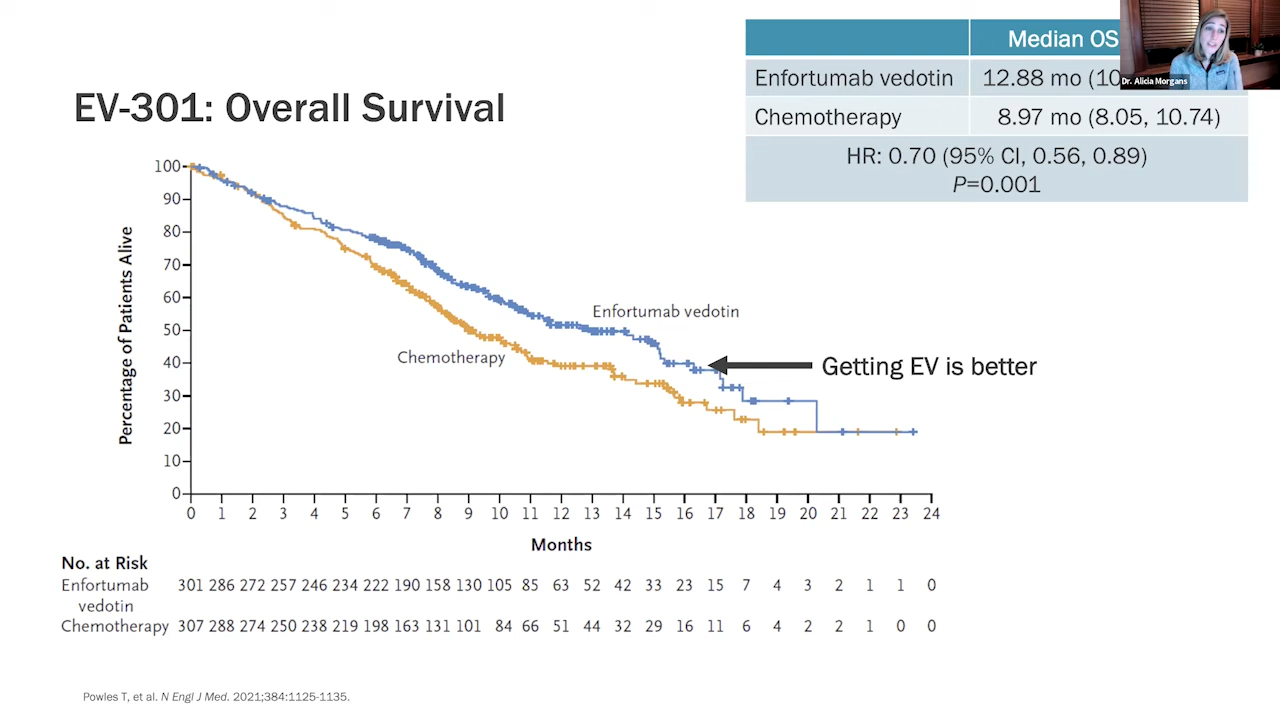 Median OS
Dr. Alicia Morgans
Enfortumab vedotin 12.88 mo (10
EV-301: Overall Survival
Chemotherapy 8.97 mo (8.05, 10.74)
HR: 0.70 (95% CI, 0.56, 0.89)
P=0.001
Percentage of Patients Alive
100
90
80
70
60
50
40
30
20
10
0
Enfortumab vedotin
Chemotherapy
Getting EV is better
0 1 2 3 4 5 6 7 8 9 10 11 12 13 14 15 16 17 18 19 20 21 22 23 24
Months
No. at Risk
Enfortumab 301 286 272 257 246 234 222 190 158 130 105 85 63 52 42 33 23 15 7 4 3 2 1 1 0
vedotin
Chemotherapy 307 288 274 250 238 219 198 163 131 101 84 66 51 44 32 29 16 11 6 4 2 2 1 0 0
Powles T, et al. N Engl J Med. 2021;384:1125-1135.